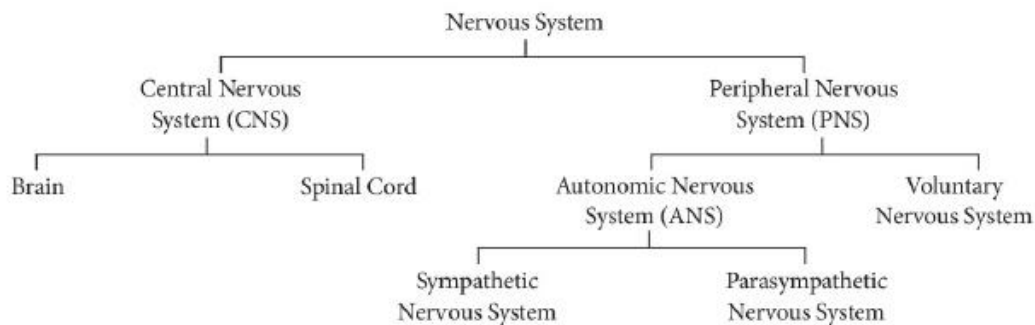 Nervous System
Central Nervous
System (CNS)
Peripheral Nervous
System (PNS)
Brain
Spinal Cord
Autonomic Nervous
System (ANS)
Voluntary
Nervous System
Sympathetic
Nervous System
Parasympathetic
Nervous System